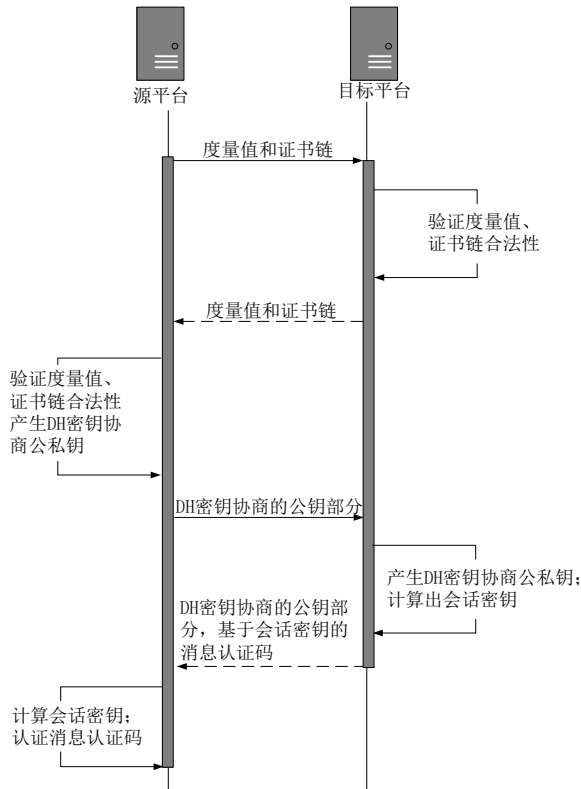 源平台
目标平台
度量值和证书链
验证度量值、
证书链合法性
度量值和证书链
验证度量值、
证书链合法性
产生DH密钥协
商公私钥
DH密钥协商的公钥部分
产生DH密钥协商公私钥；
计算出会话密钥
DH密钥协商的公钥部
分，基于会话密钥的
消息认证码
计算会话密钥；
认证消息认证码